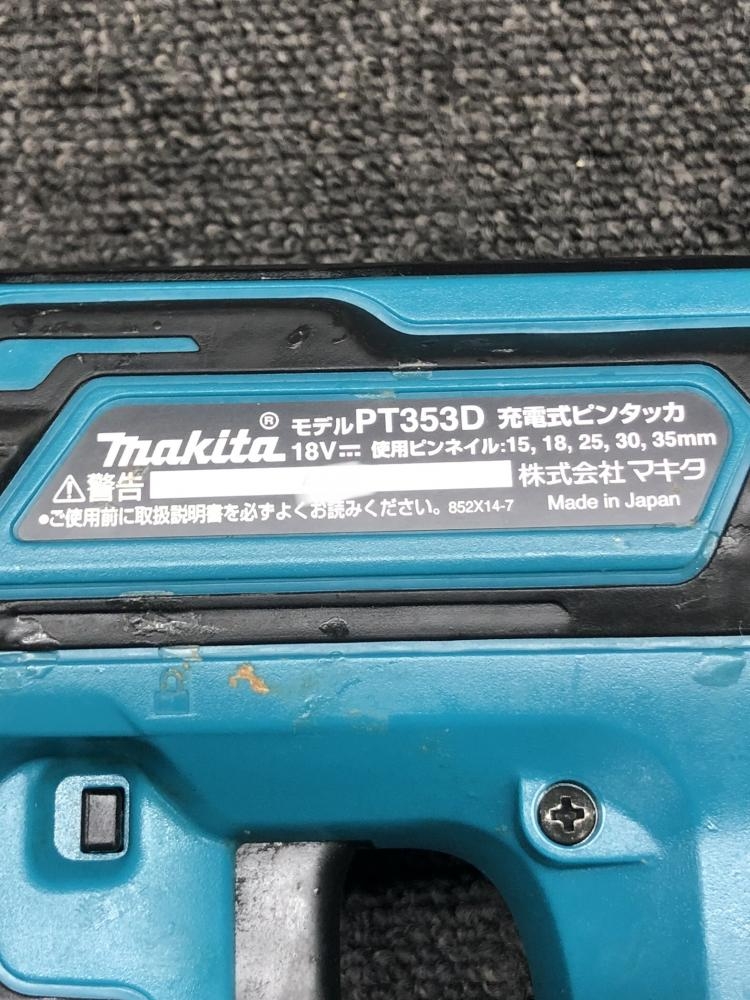 makita® モデルPT353D 充電式ピンタッカ
18V⎓ 使用ピンネイル:15, 18, 25, 30, 35mm
⚠警告 株式会社マキタ
•ご使用前に取扱説明書を必ずよくお読みください。 852X14-7 Made in Japan